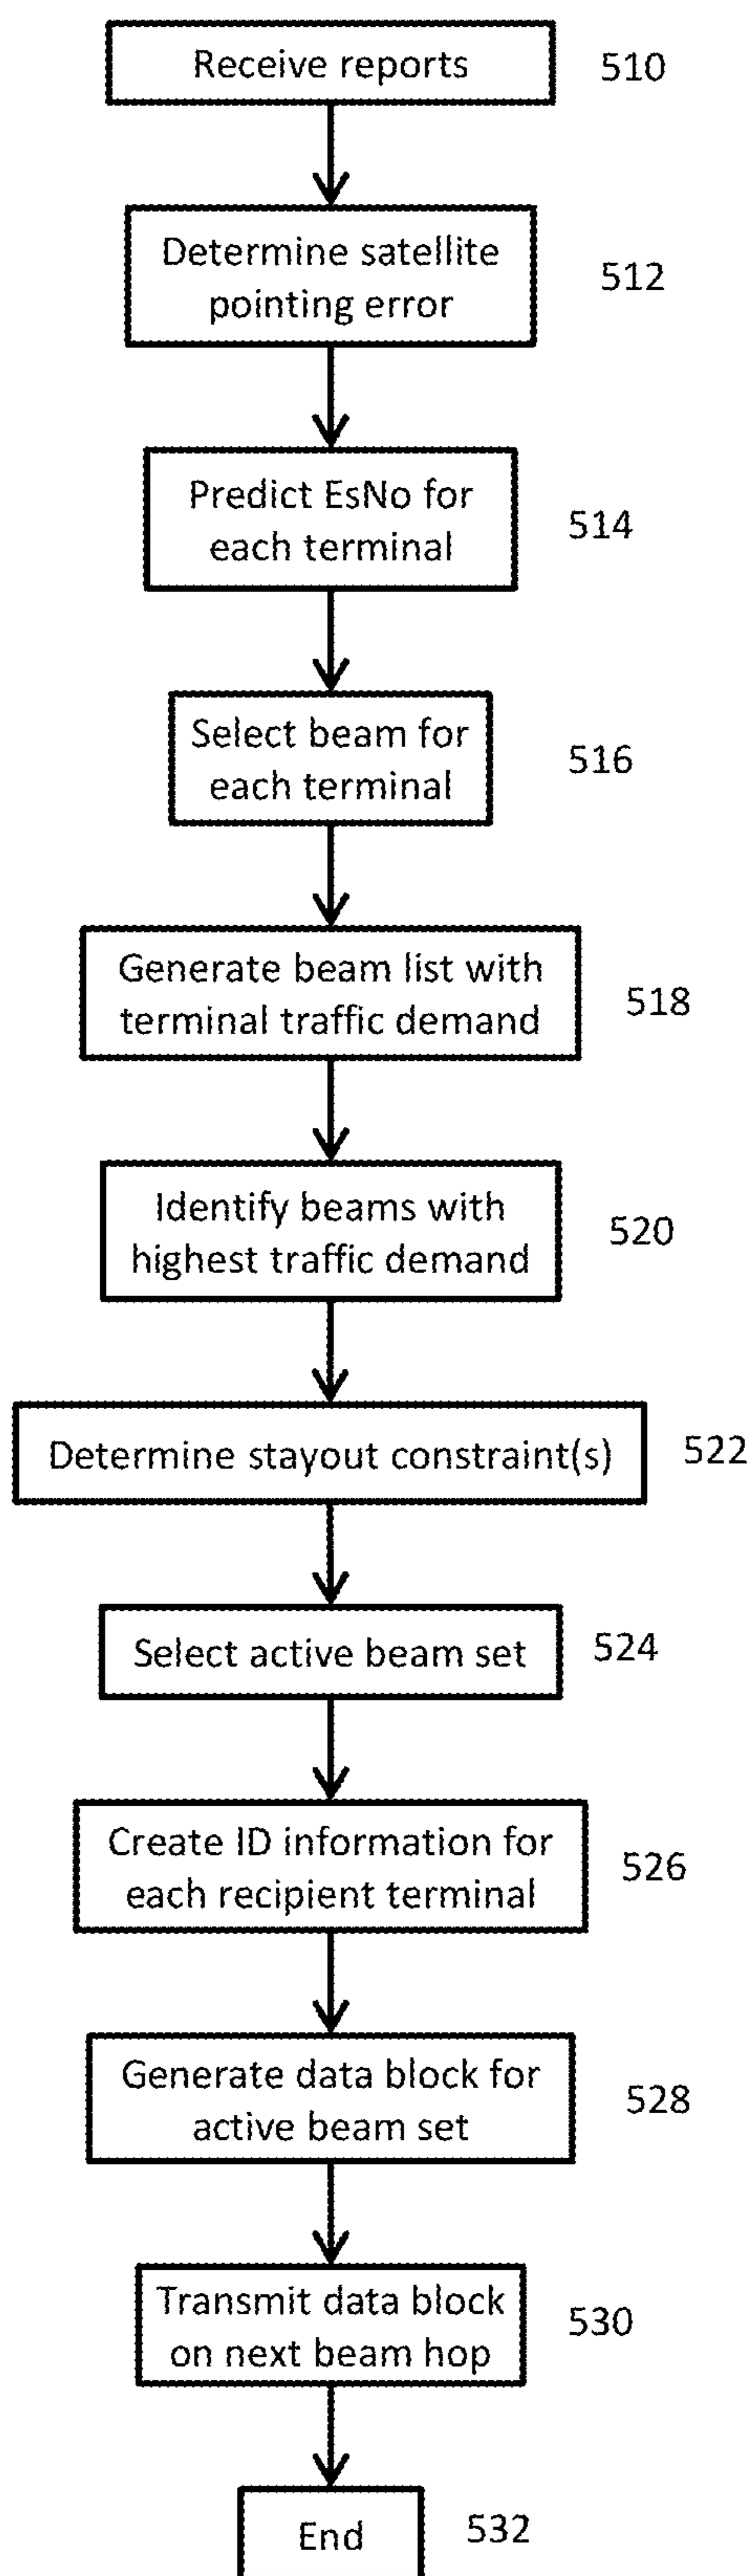 Receive reports
510
Determine satellite
pointing error
512
Predict EsNo for
each terminal
514
Select beam for
each terminal
516
Generate beam list with
terminal traffic demand
518
Identify beams with
highest traffic demand
520
Determine stayout constraint(s)
522
Select active beam set
524
Create ID information for
each recipient terminal
526
Generate data block for
active beam set
528
Transmit data block
on next beam hop
530
End
532